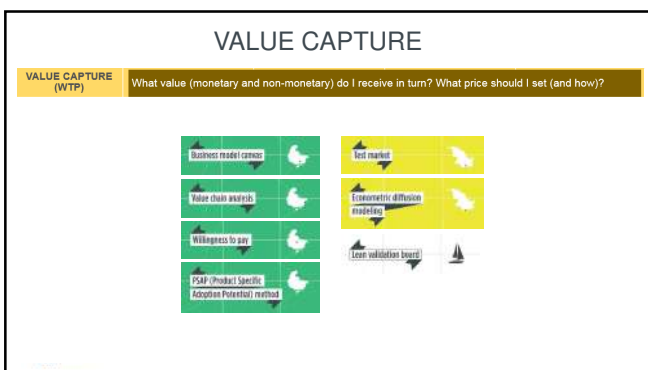 VALUE CAPTURE
VALUE CAPTURE
(WTP)
What value (monetary and non-monetary) do I receive in turn? What price should I set (and how)?
Business model canvas
Value chain analysis
Willingness to pay
PSAP (Product Specific
Adoption Potential) method
Test market
Econometric diffusion
modeling
Lean validation board